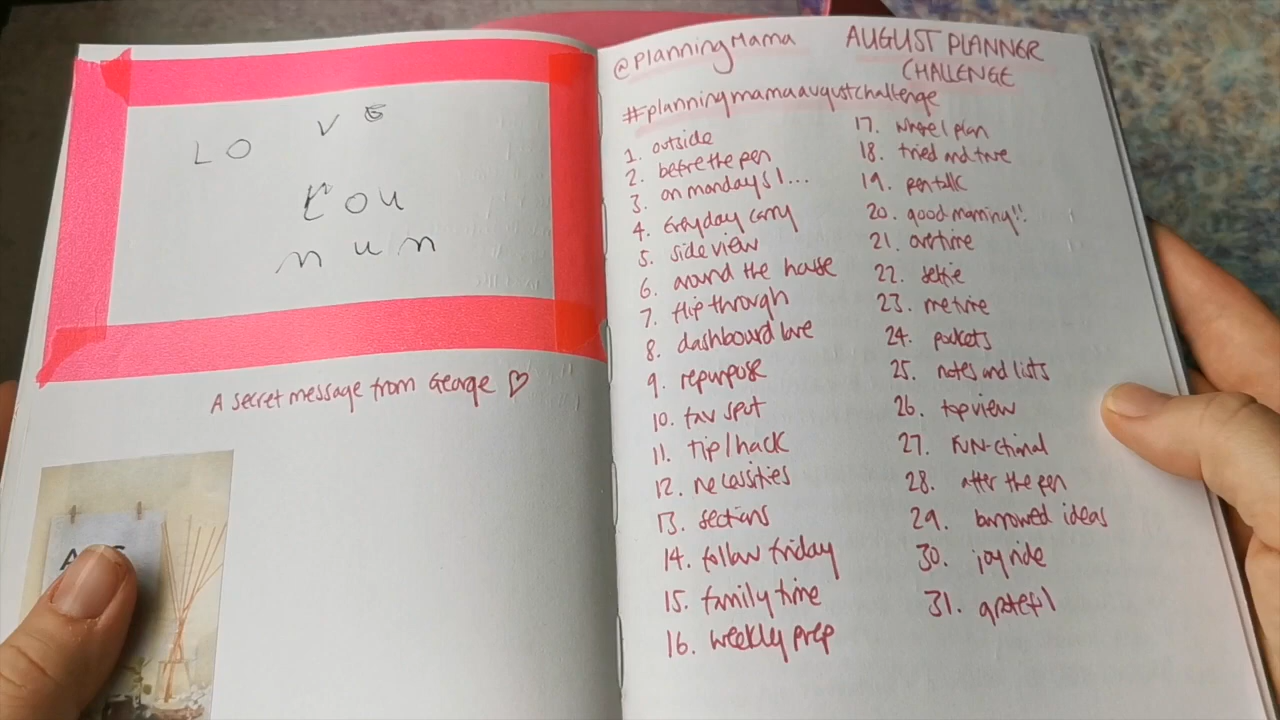 LO VE
YOU
mum
A secret message from George ♡
@PlanningMama
AUGUST PLANNER
CHALLENGE
#planningmamaaugustchallenge
1. outside
2. before the pen
3. on mondays I...
4. Everyday carry
5. side view
6. around the house
7. flip through
8. dashboard love
9. repurpose
10. fav spot
11. Tip/hack
12. necessities
13. sections
14. follow friday
15. family time
16. weekly prep
17. where I plan
18. tried and true
19. pen talk
20. good morning!!
21. overtime
22. selfie
23. me time
24. pockets
25. notes and lists
26. top view
27. FUN-ctional
28. after the pen
29. borrowed ideas
30. joy ride
31. grateful